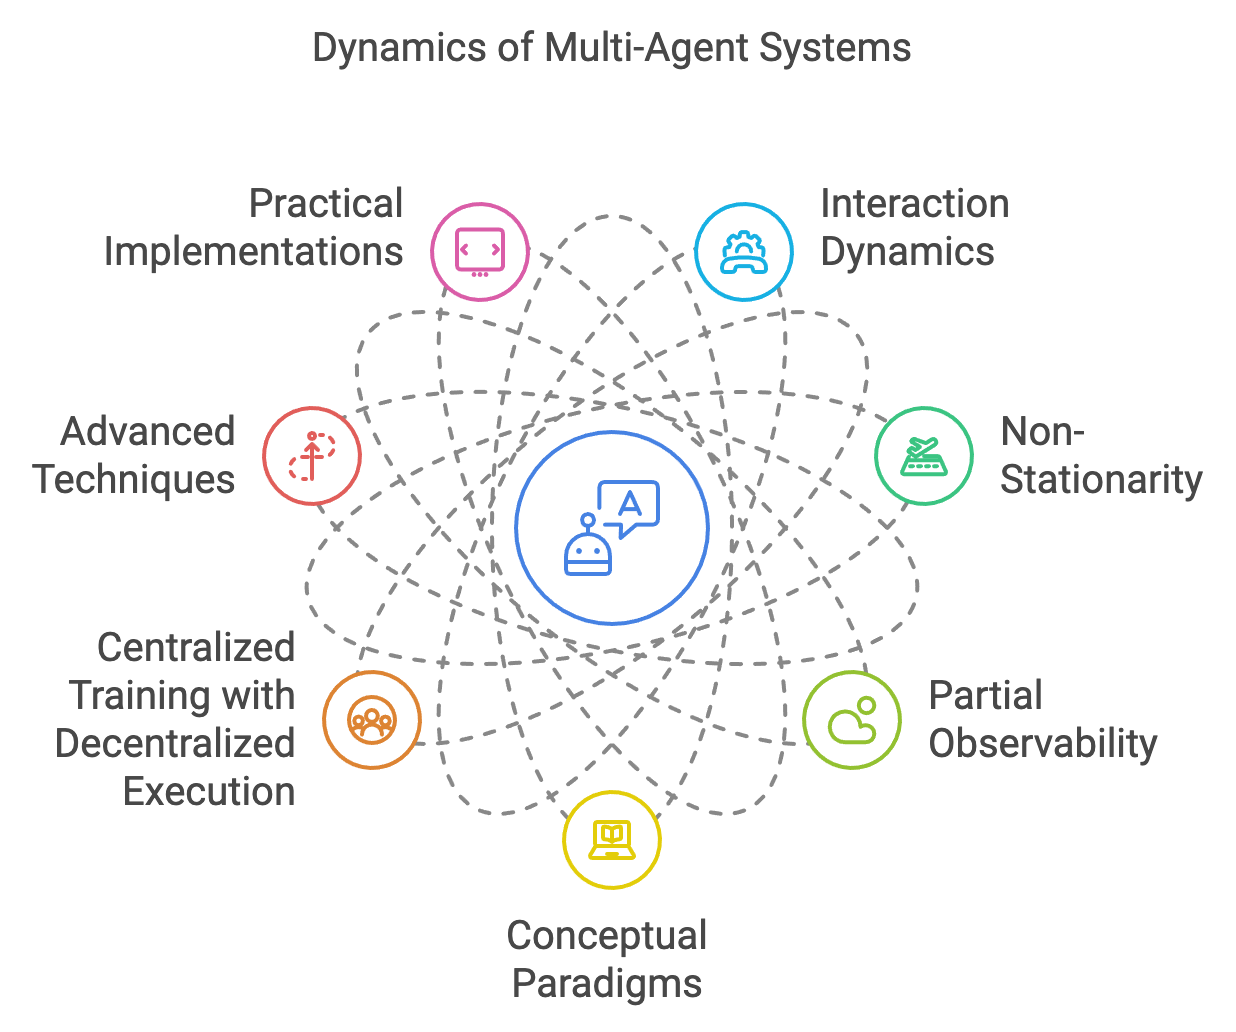 Dynamics of Multi-Agent Systems
Practical
Implementations
Interaction
Dynamics
Advanced
Techniques
Non-
Stationarity
A
Centralized
Training with
Decentralized
Execution
Partial
Observability
Conceptual
Paradigms